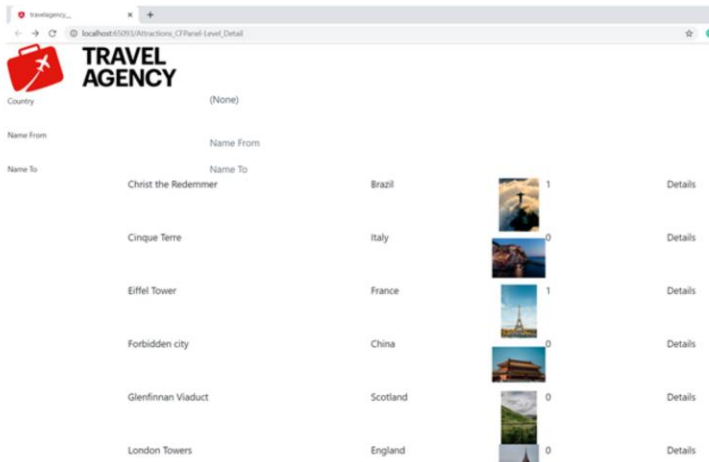 travelagency_
localhost:65093/Attractions_CFPanel-Level_Detail
TRAVEL
AGENCY
Country (None)
Name From Name From
Name To Name To
Christ the Redemmer Brazil 1 Details
Cinque Terre Italy 0 Details
Eiffel Tower France 1 Details
Forbidden city China 0 Details
Glenfinnan Viaduct Scotland 0 Details
London Towers England 0 Details